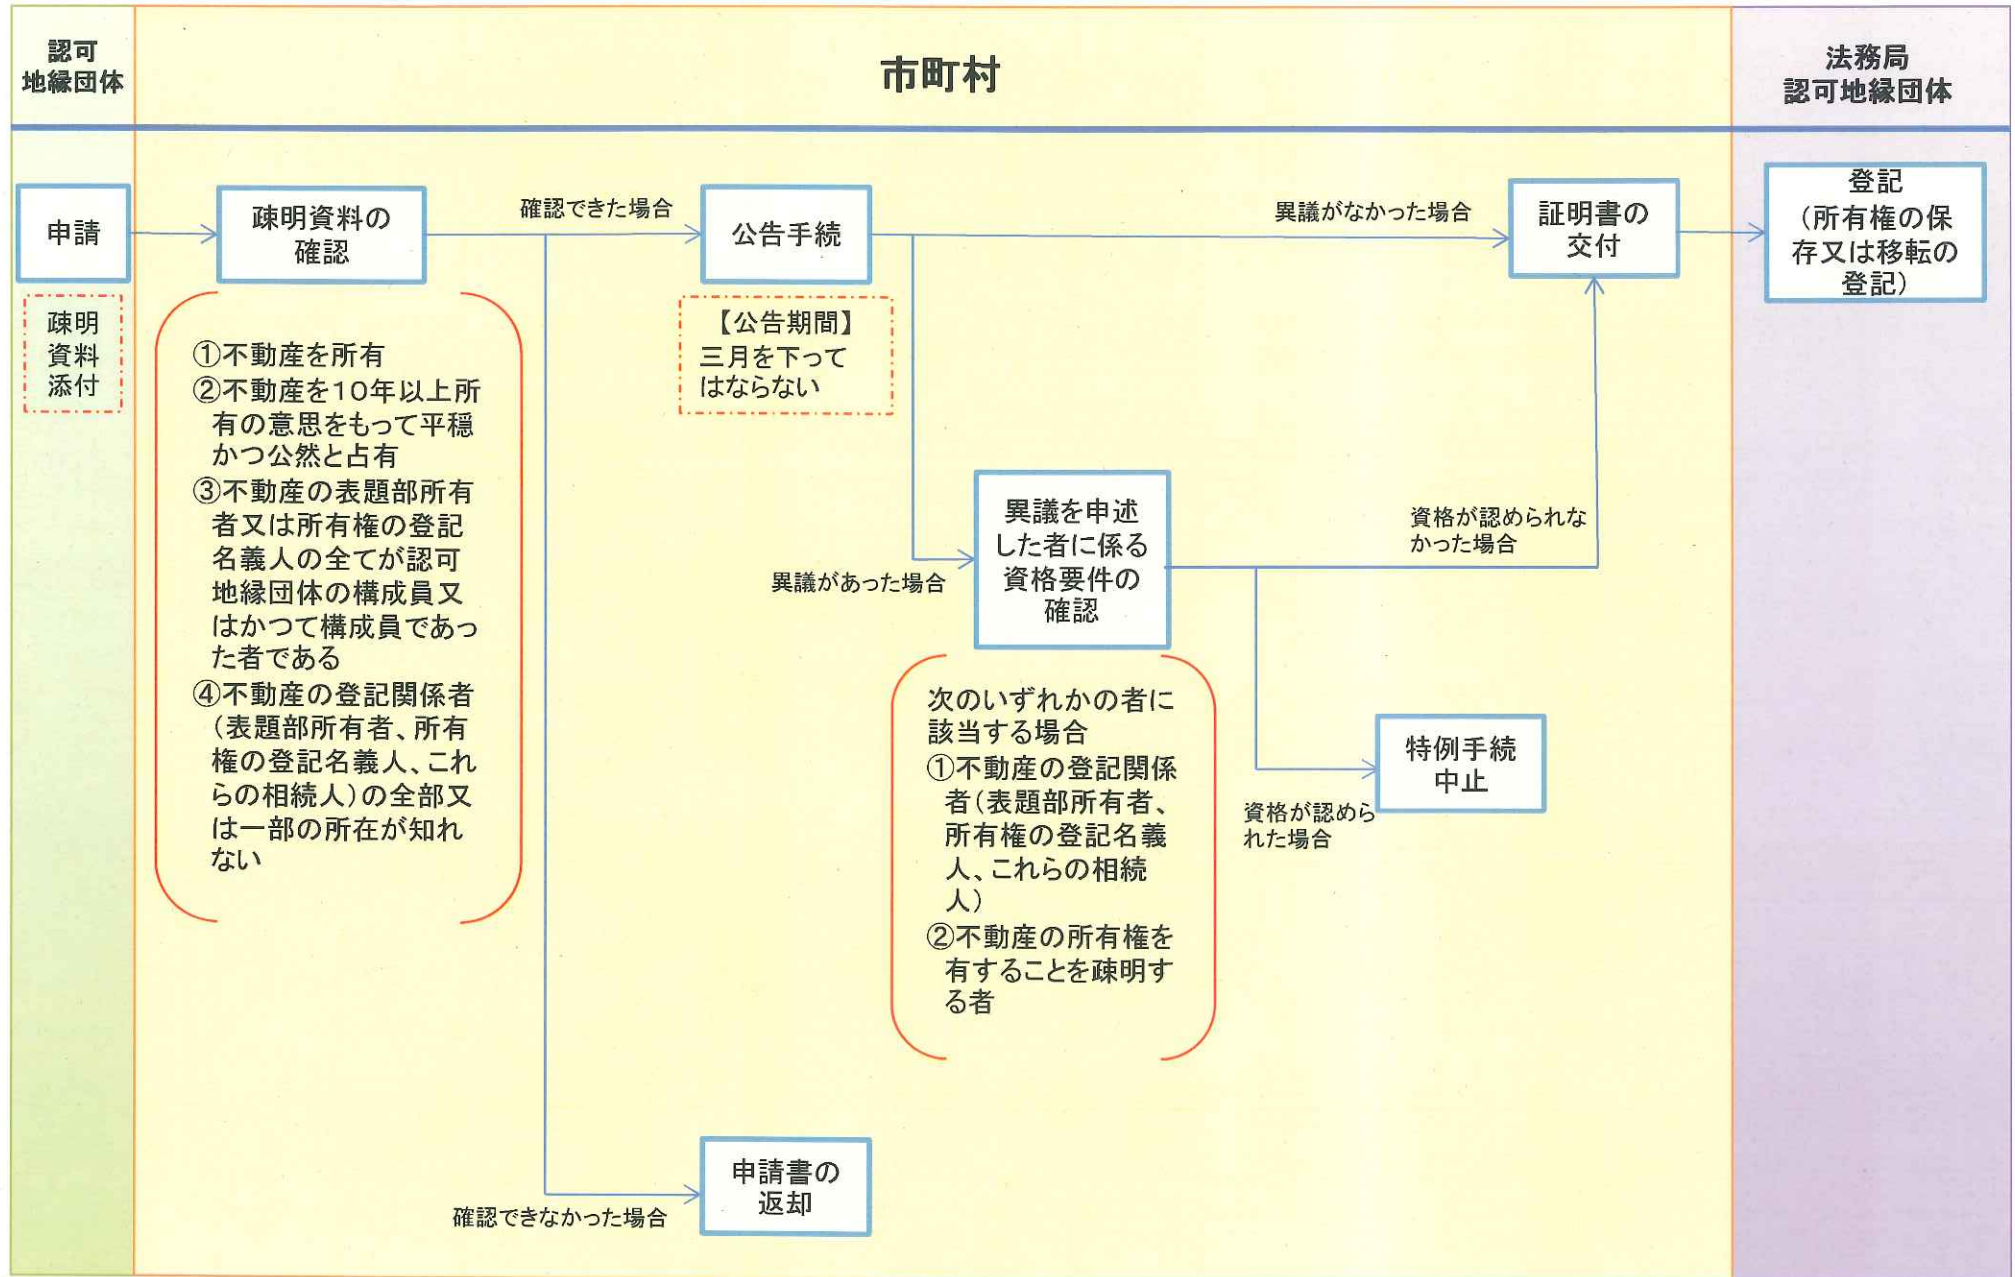 認可
地縁団体
市町村
法務局
認可地縁団体
申請
疎明
資料
添付
疎明資料の
確認
①不動産を所有
②不動産を10年以上所
有の意思をもって平穏
かつ公然と占有
③不動産の表題部所有
者又は所有権の登記
名義人の全てが認可
地縁団体の構成員又
はかつて構成員であっ
た者である
④不動産の登記関係者
(表題部所有者、所有
権の登記名義人、これ
らの相続人)の全部又
は一部の所在が知れ
ない
確認できた場合
確認できなかった場合
申請書の
返却
公告手続
【公告期間】
三月を下って
はならない
異議がなかった場合
異議があった場合
異議を申述
した者に係る
資格要件の
確認
次のいずれかの者に
該当する場合
①不動産の登記関係
者(表題部所有者、
所有権の登記名義
人、これらの相続
人)
②不動産の所有権を
有することを疎明す
る者
資格が認められな
かった場合
資格が認めら
れた場合
特例手続
中止
証明書の
交付
登記
(所有権の保
存又は移転の
登記)